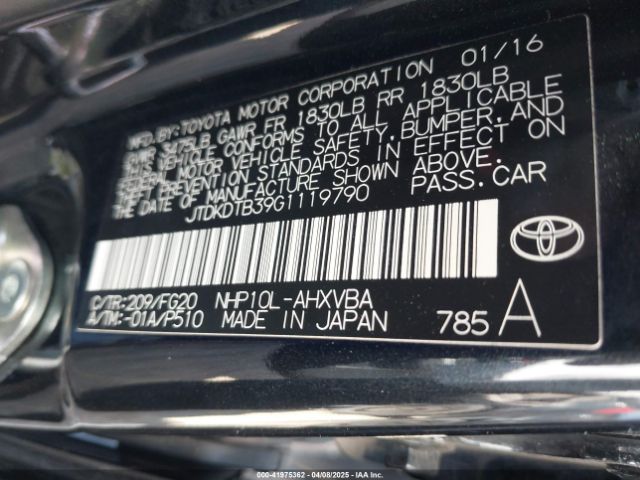 MFD.BY:TOYOTA MOTOR CORPORATION 01/16
GVWR 3475LB GAWR FR 1830LB RR 1830LB
THIS VEHICLE CONFORMS TO ALL APPLICABLE
FEDERAL MOTOR VEHICLE SAFETY,BUMPER,AND
THEFT PREVENTION STANDARDS IN EFFECT ON
THE DATE OF MANUFACTURE SHOWN ABOVE.
JTDKDTB39G1119790 PASS.CAR
C/TR:209/FG20 NHP10L-AHXVBA
A/TM:-01A/P510 MADE IN JAPAN 785 A
000-41975362 04/08/2025 - IAA Inc.